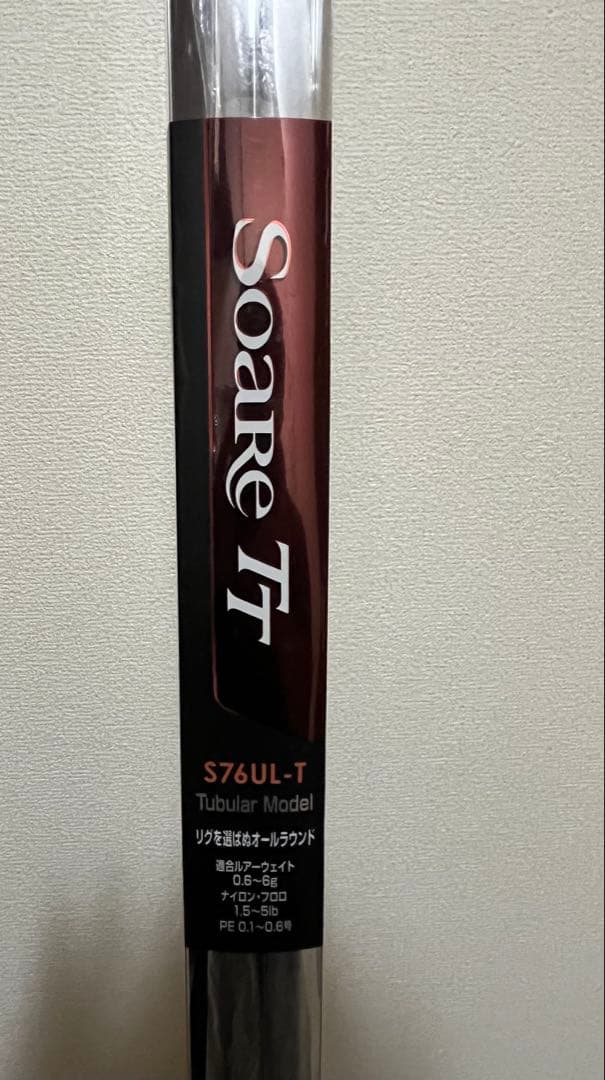 Soare TT
S76UL-T
Tubular Model
リグを選ばぬオールラウンド
適合ルアーウェイト
0.6〜6g
ナイロン・フロロ
1.5〜5lb
PE 0.1〜0.6号